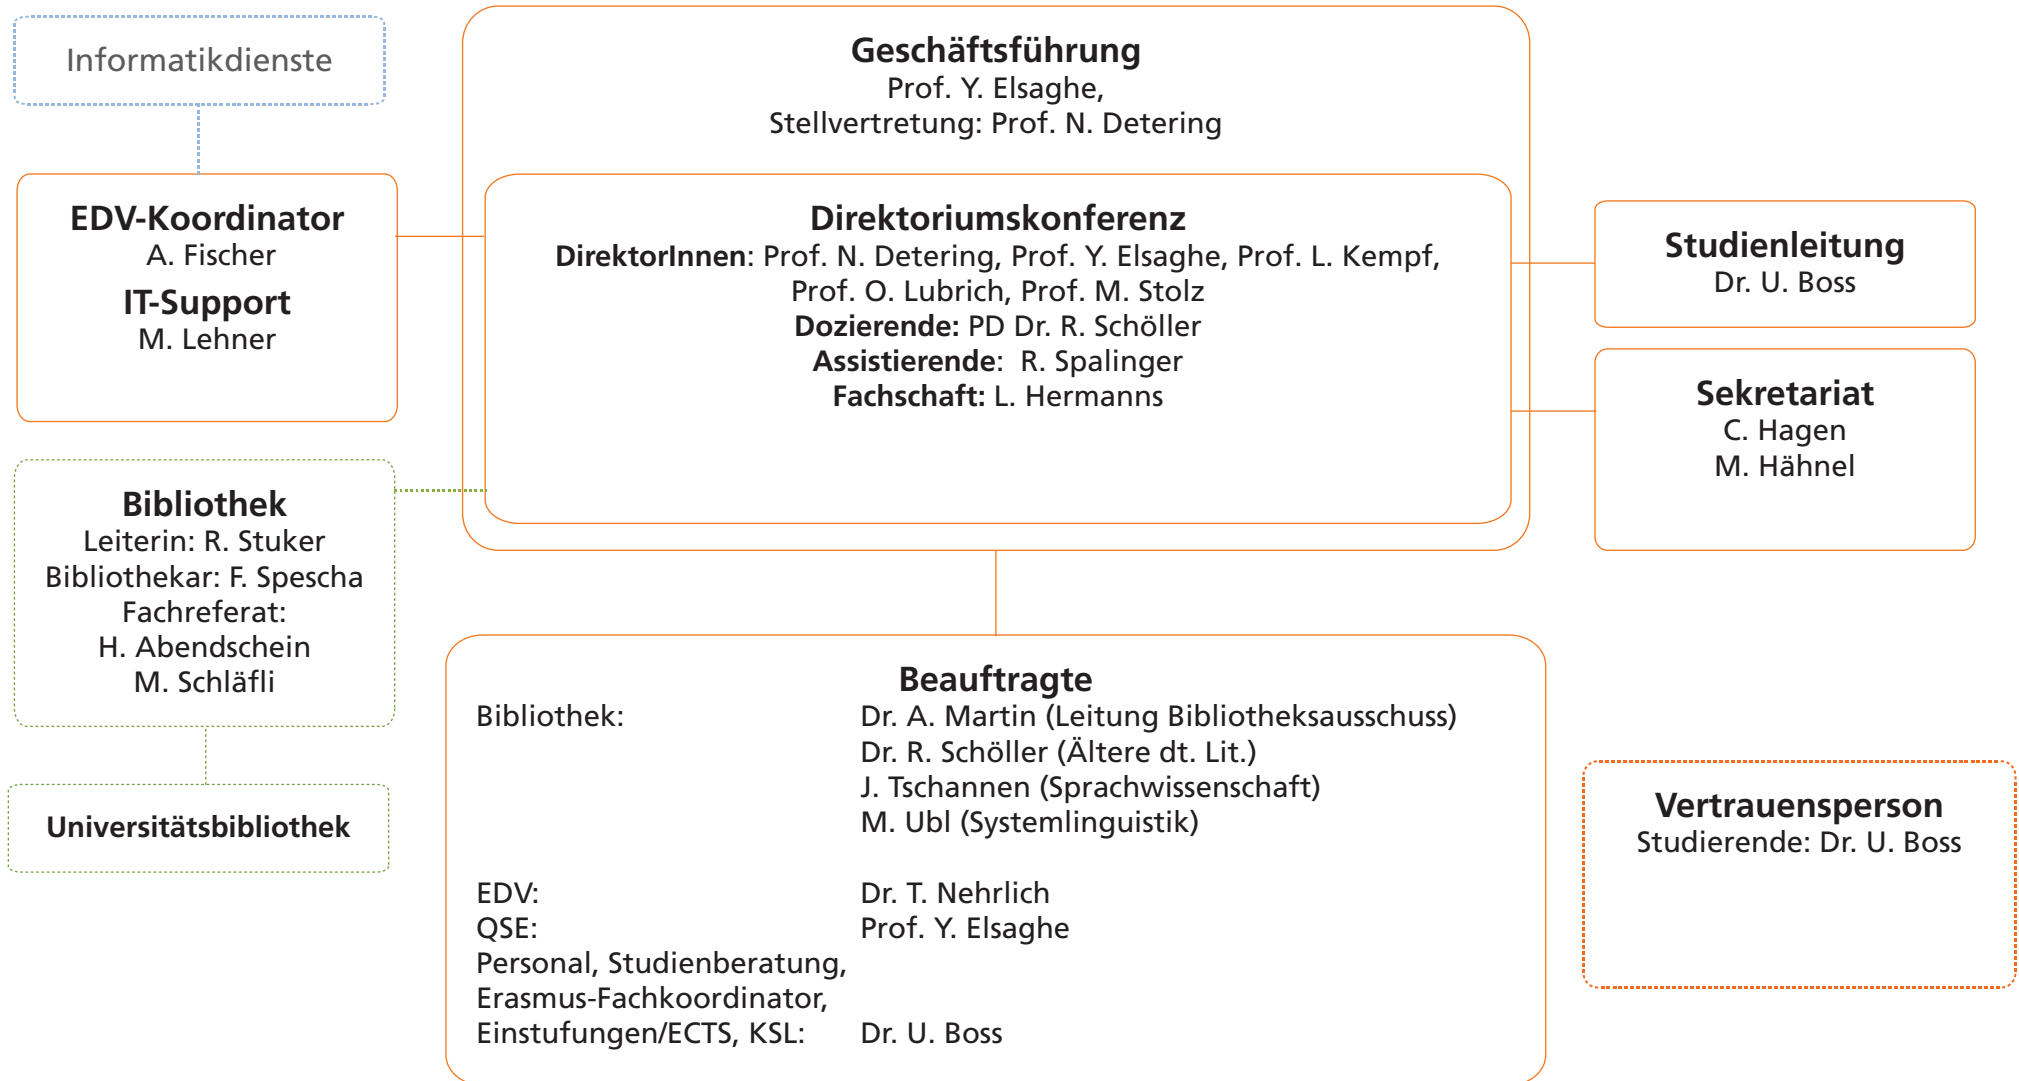 Informatikdienste
Geschäftsführung
Prof. Y. Elsaghe,
Stellvertretung: Prof. N. Detering
EDV-Koordinator
A. Fischer
IT-Support
M. Lehner
Direktoriumskonferenz
DirektorInnen: Prof. N. Detering, Prof. Y. Elsaghe, Prof. L. Kempf,
Prof. O. Lubrich, Prof. M. Stolz
Dozierende: PD Dr. R. Schöller
Assistierende: R. Spalinger
Fachschaft: L. Hermanns
Studienleitung
Dr. U. Boss
Sekretariat
C. Hagen
M. Hähnel
Bibliothek
Leiterin: R. Stuker
Bibliothekar: F. Spescha
Fachreferat:
H. Abendschein
M. Schläfli
Universitätsbibliothek
Beauftragte
Bibliothek: Dr. A. Martin (Leitung Bibliotheksausschuss)
Dr. R. Schöller (Ältere dt. Lit.)
J. Tschannen (Sprachwissenschaft)
M. Ubl (Systemlinguistik)
EDV: Dr. T. Nehrlich
QSE: Prof. Y. Elsaghe
Personal, Studienberatung,
Erasmus-Fachkoordinator,
Einstufungen/ECTS, KSL: Dr. U. Boss
Vertrauensperson
Studierende: Dr. U. Boss